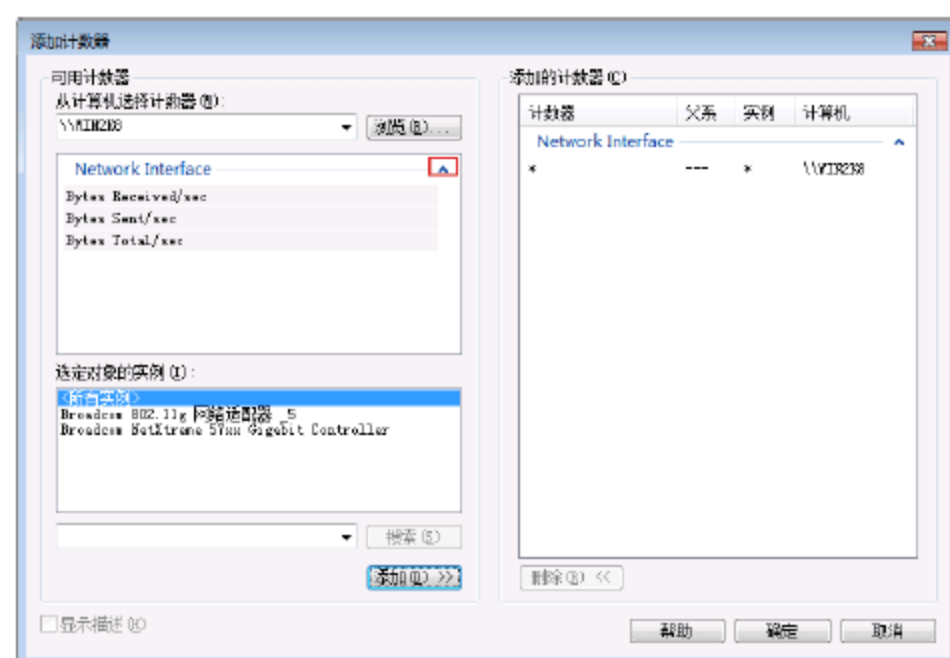 添加计数器
可用计数器
从计算机选择计数器(N):
\\WIN2K8
浏览(B)...
Network Interface
Bytes Received/sec
Bytes Sent/sec
Bytes Total/sec
选定对象的实例(I):
<所有实例>
Broadcom 802.11g 网络适配器 _5
Broadcom NetXtreme 57xx Gigabit Controller
搜索(S)
添加(D) >>
显示描述
添加的计数器(C)
计数器 父系 实例 计算机
Network Interface
* --- * \\WIN2K8
删除(R) <<
帮助 确定 取消